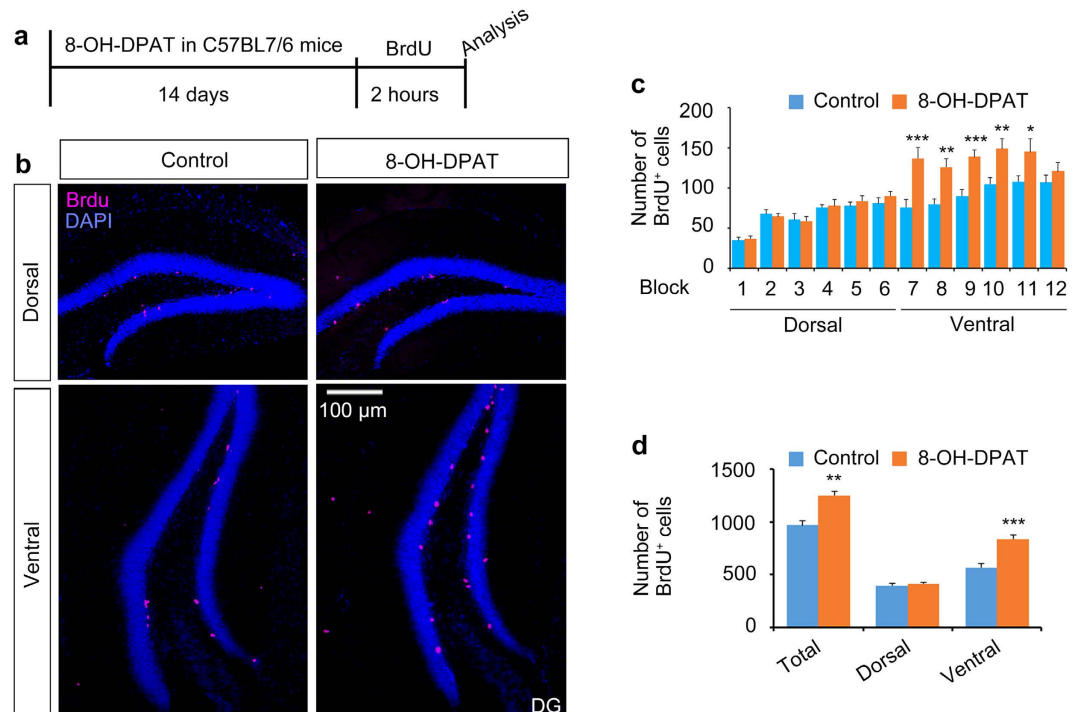 a
8-OH-DPAT in C57BL7/6 mice
BrdU
Analysis
14 days
2 hours
b
Control
8-OH-DPAT
Dorsal
Brdu
DAPI
Ventral
100 µm
DG
c
Control
8-OH-DPAT
Number of
BrdU⁺ cells
200
150
100
50
0
*** ** *** ** *
Block 1 2 3 4 5 6 7 8 9 10 11 12
Dorsal Ventral
d
Control
8-OH-DPAT
Number of
BrdU⁺ cells
1500
1000
500
0
** ***
Total Dorsal Ventral